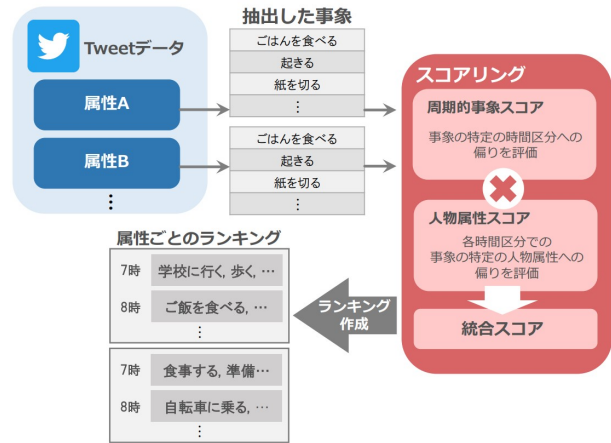 抽出した事象
Tweetデータ
属性A
属性B
⋮
ごはんを食べる
起きる
紙を切る
⋮
ごはんを食べる
起きる
紙を切る
⋮
スコアリング
周期的事象スコア
事象の特定の時間区分への
偏りを評価
人物属性スコア
各時間区分での
事象の特定の人物属性への
偏りを評価
統合スコア
ランキング
作成
属性ごとのランキング
7時 学校に行く, 歩く, …
8時 ご飯を食べる, …
⋮
7時 食事する, 準備…
8時 自転車に乗る, …
⋮